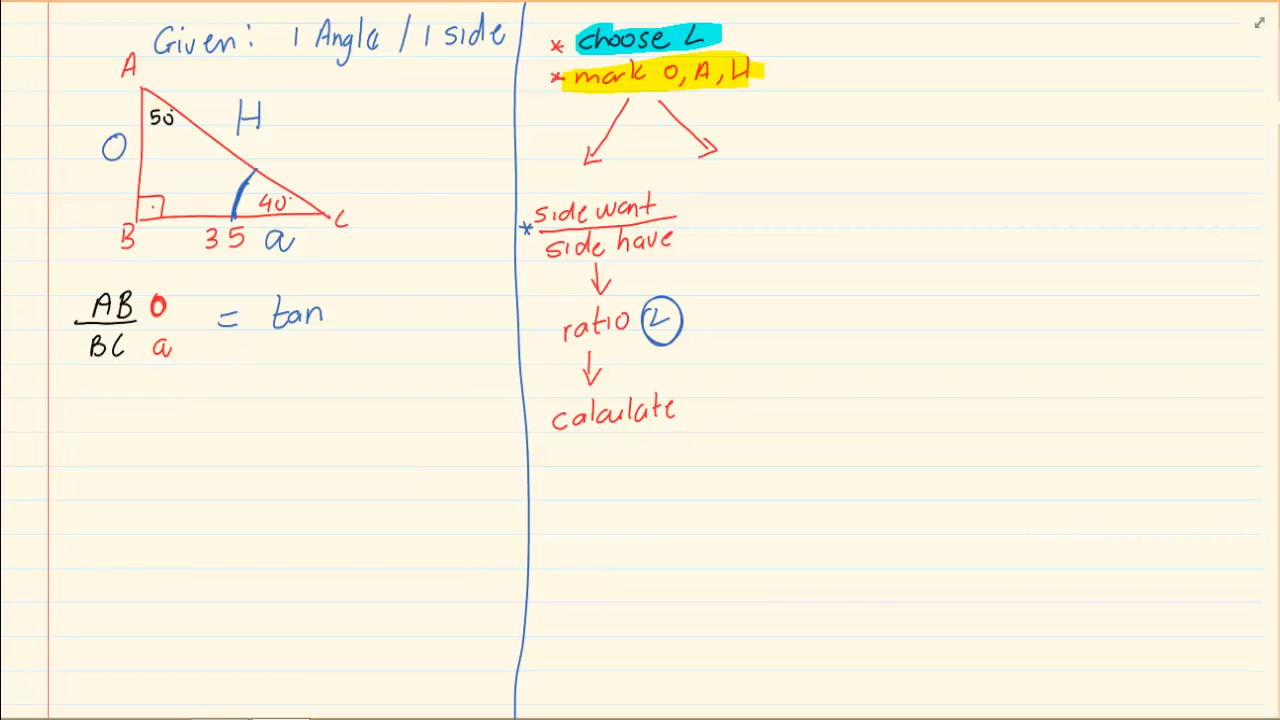 Given: 1 Angle / 1 side
A
50°
H
O
40°
B
35 a
C
AB O = tan
BC a
* choose ∠
* mark O, A, H
* side want
side have
ratio ∠
calculate